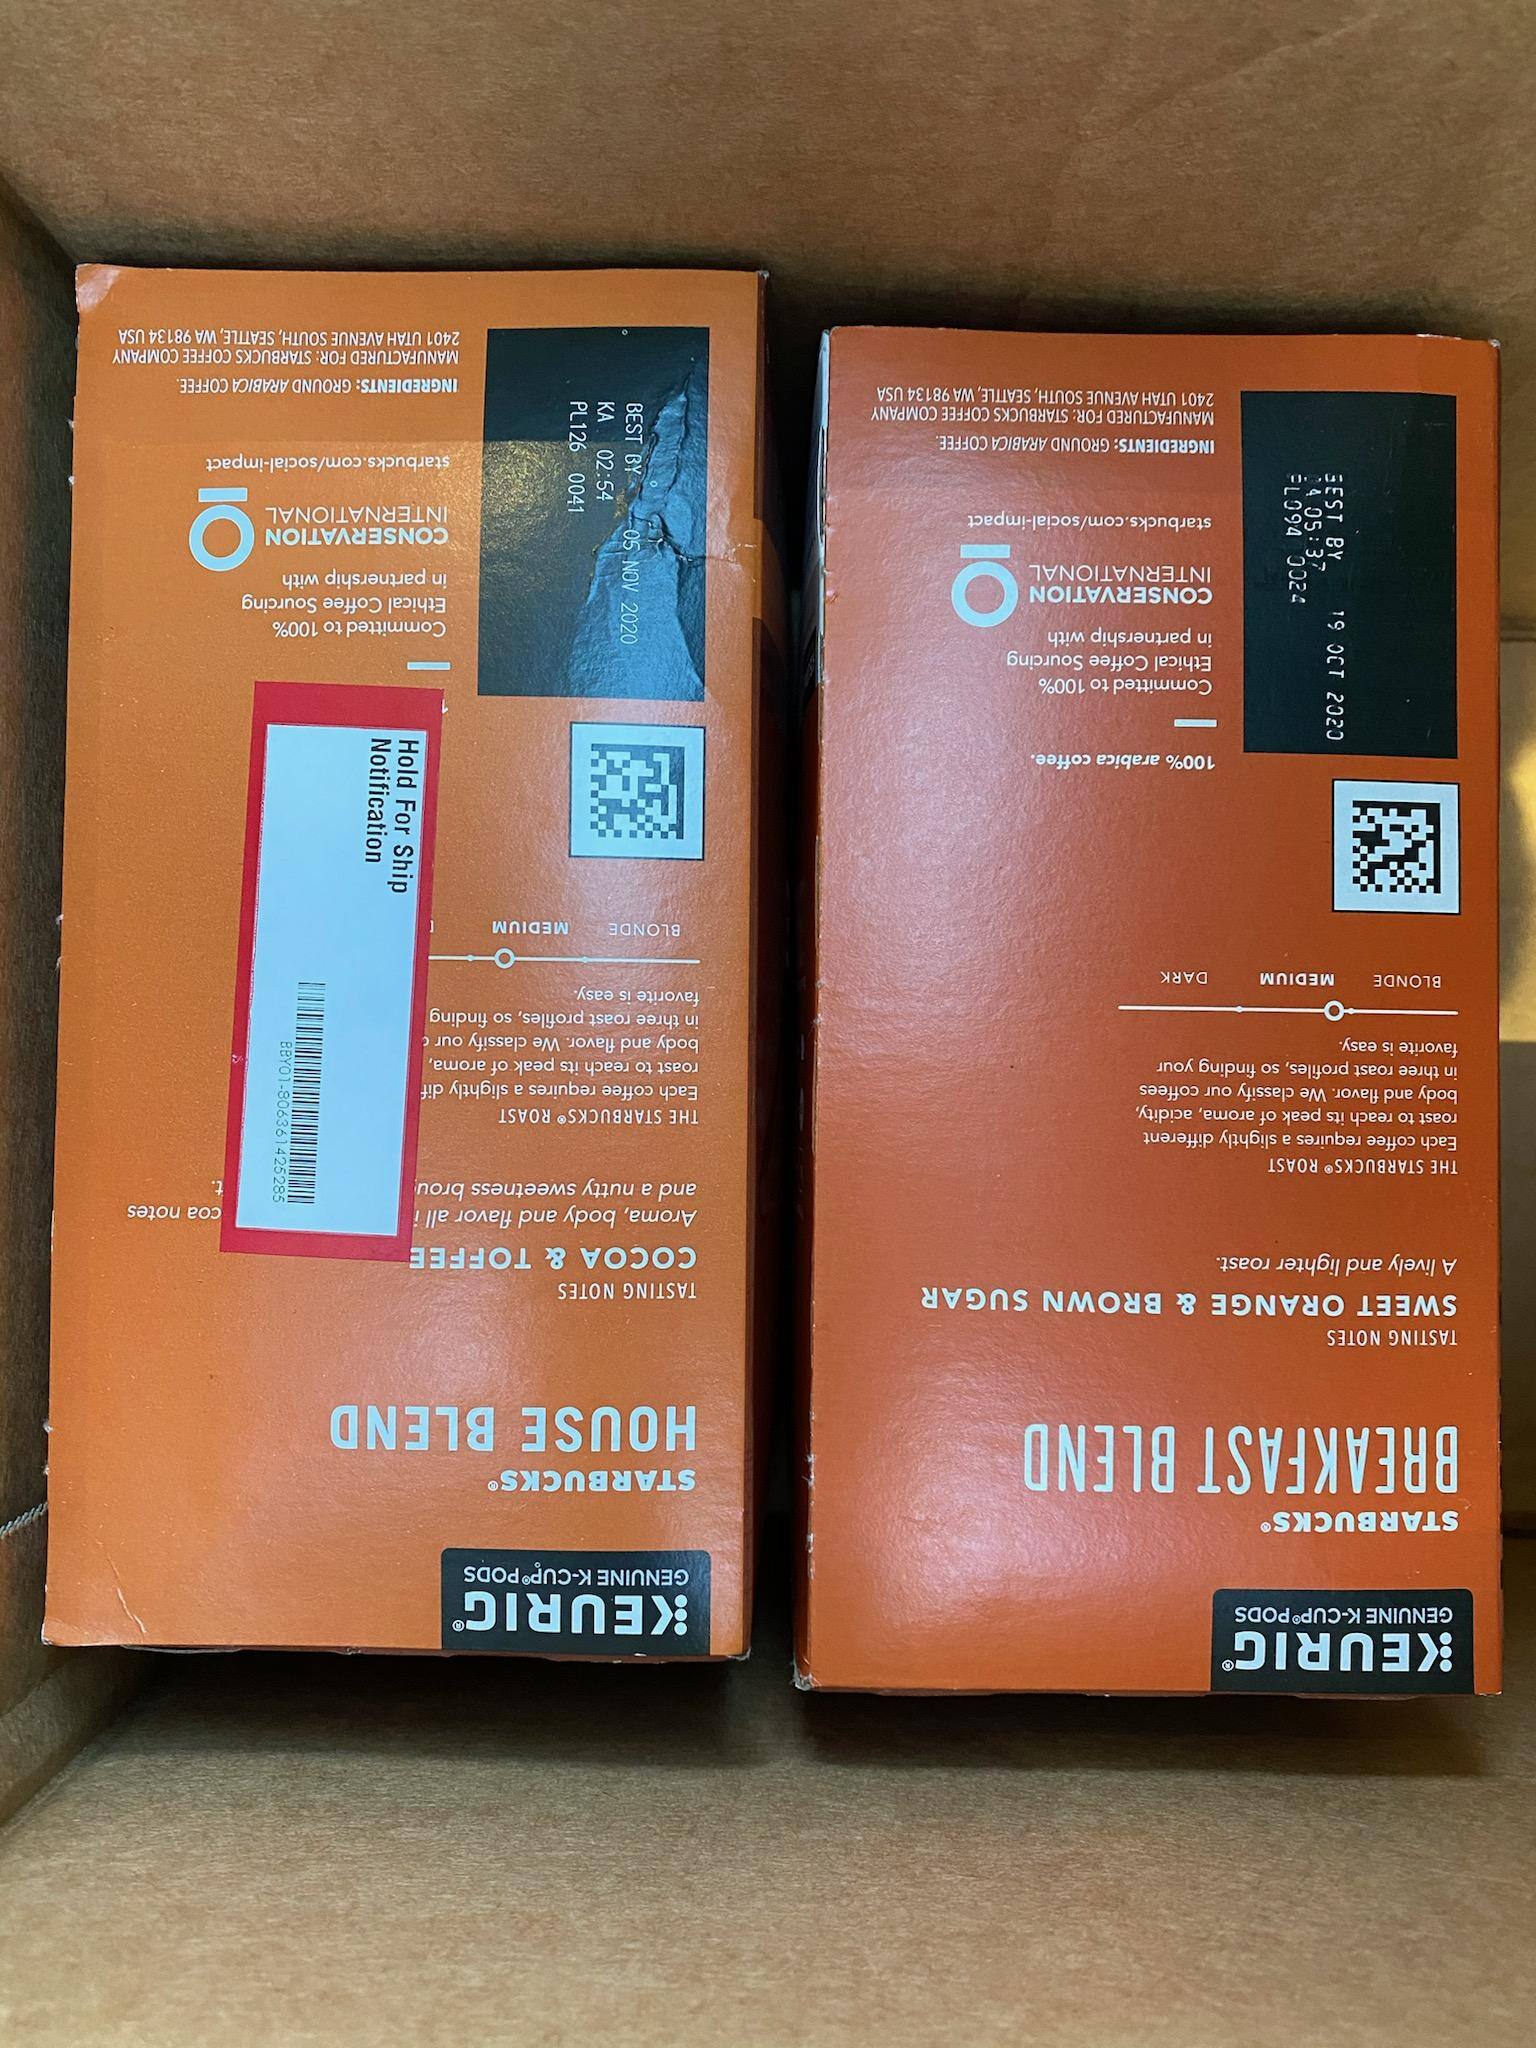 KEURIG®
GENUINE K-CUP® PODS
STARBUCKS®
HOUSE BLEND
TASTING NOTES
COCOA & TOFFEE
Aroma, body and flavor all i coa notes
and a nutty and sweetness brou t.
THE STARBUCKS® ROAST
Each coffee requires a slightly dif
roast to reach its peak of aroma,
body and flavor. We classify our
in three roast profiles, so finding
favorite is easy.
BLONDE MEDIUM
Hold For Ship
Notification
BBY01-806361425285
Committed to 100%
Ethical Coffee Sourcing
in partnership with
CONSERVATION
INTERNATIONAL
starbucks.com/social-impact
INGREDIENTS: GROUND ARABICA COFFEE.
MANUFACTURED FOR: STARBUCKS COFFEE COMPANY
2401 UTAH AVENUE SOUTH, SEATTLE, WA 98134 USA
BEST BY 05 NOV 2020
KA 02:54
PL126 0041
KEURIG®
GENUINE K-CUP® PODS
STARBUCKS®
BREAKFAST BLEND
TASTING NOTES
SWEET ORANGE & BROWN SUGAR
A lively and lighter roast.
THE STARBUCKS® ROAST
Each coffee requires a slightly different
roast to reach its peak of aroma, acidity,
body and flavor. We classify our coffees
in three roast profiles, so finding your
favorite is easy.
BLONDE MEDIUM DARK
100% arabica coffee.
Committed to 100%
Ethical Coffee Sourcing
in partnership with
CONSERVATION
INTERNATIONAL
starbucks.com/social-impact
INGREDIENTS: GROUND ARABICA COFFEE.
MANUFACTURED FOR: STARBUCKS COFFEE COMPANY
2401 UTAH AVENUE SOUTH, SEATTLE, WA 98134 USA
BEST BY 19 OCT 2020
05:37
0024